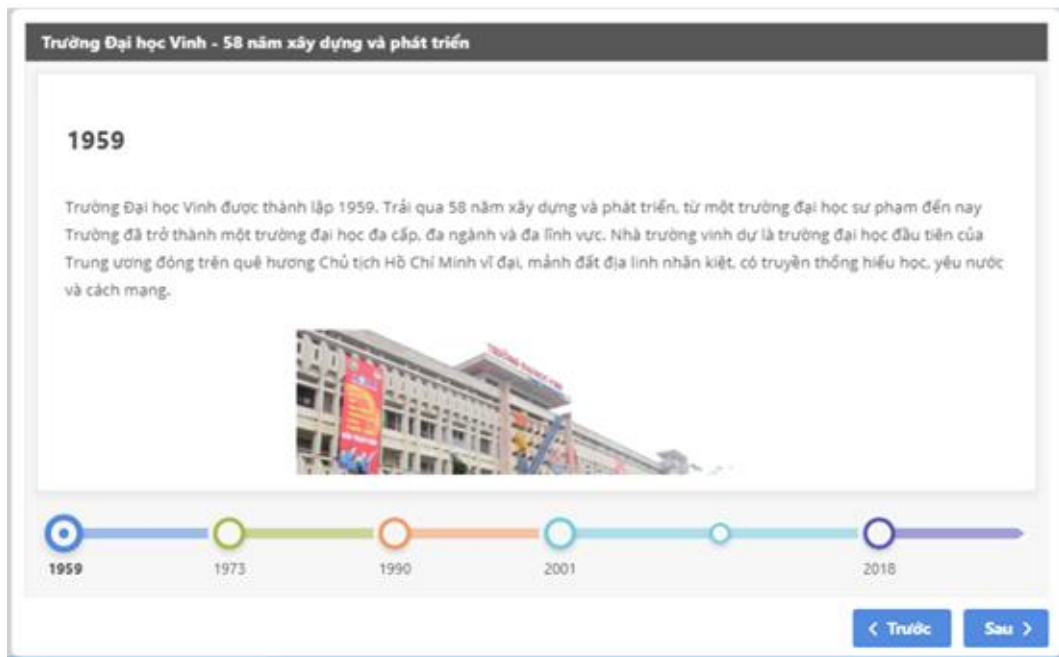 Trường Đại học Vinh - 58 năm xây dựng và phát triển
1959
Trường Đại học Vinh được thành lập 1959. Trải qua 58 năm xây dựng và phát triển, từ một trường đại học sư phạm đến nay
Trường đã trở thành một trường đại học đa cấp, đa ngành và đa lĩnh vực. Nhà trường vinh dự là trường đại học đầu tiên của
Trung ương đóng trên quê hương Chủ tịch Hồ Chí Minh vĩ đại, mảnh đất địa linh nhân kiệt, có truyền thống hiếu học, yêu nước
và cách mạng.
TRƯỜNG ĐẠI HỌC VINH
1959 1973 1990 2001 2018
< Trước Sau >